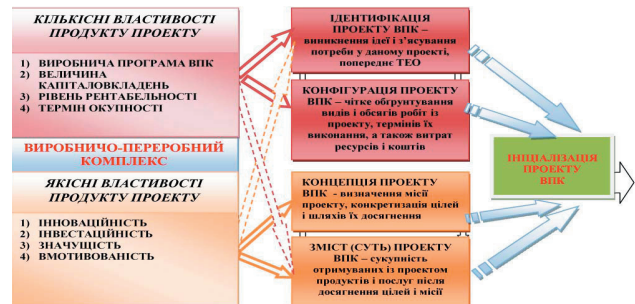 КІЛЬКІСНІ ВЛАСТИВОСТІ
ПРОДУКТУ ПРОЕКТУ
1) ВИРОБНИЧА ПРОГРАМА ВПК
2) ВЕЛИЧИНА
КАПІТАЛОВКЛАДЕНЬ
3) РІВЕНЬ РЕНТАБЕЛЬНОСТІ
4) ТЕРМІН ОКУПНОСТІ
ВИРОБНИЧО-ПЕРЕРОБНИЙ
КОМПЛЕКС
ЯКІСНІ ВЛАСТИВОСТІ
ПРОДУКТУ ПРОЕКТУ
1) ІННОВАЦІЙНІСТЬ
2) ІНВЕСТАЦІЙНІСТЬ
3) ЗНАЧУЩІСТЬ
4) ВМОТИВОВАНІСТЬ
ІДЕНТИФІКАЦІЯ
ПРОЕКТУ ВПК –
виникнення ідеї і з’ясування
потреби у даному проекті,
попереднє ТЕО
КОНФІГУРАЦІЯ ПРОЕКТУ
ВПК – чітке обґрунтування
видів і обсягів робіт із
проекту, термінів їх
виконання, а також витрат
ресурсів і коштів
КОНЦЕПЦІЯ ПРОЕКТУ
ВПК - визначення місії
проекту, конкретизація цілей
і шляхів їх досягнення
ЗМІСТ (СУТЬ) ПРОЕКТУ
ВПК – сукупність
отримуваних із проектом
продуктів і послуг після
досягнення цілей і місії
ІНІЦІАЛІЗАЦІЯ
ПРОЕКТУ
ВПК